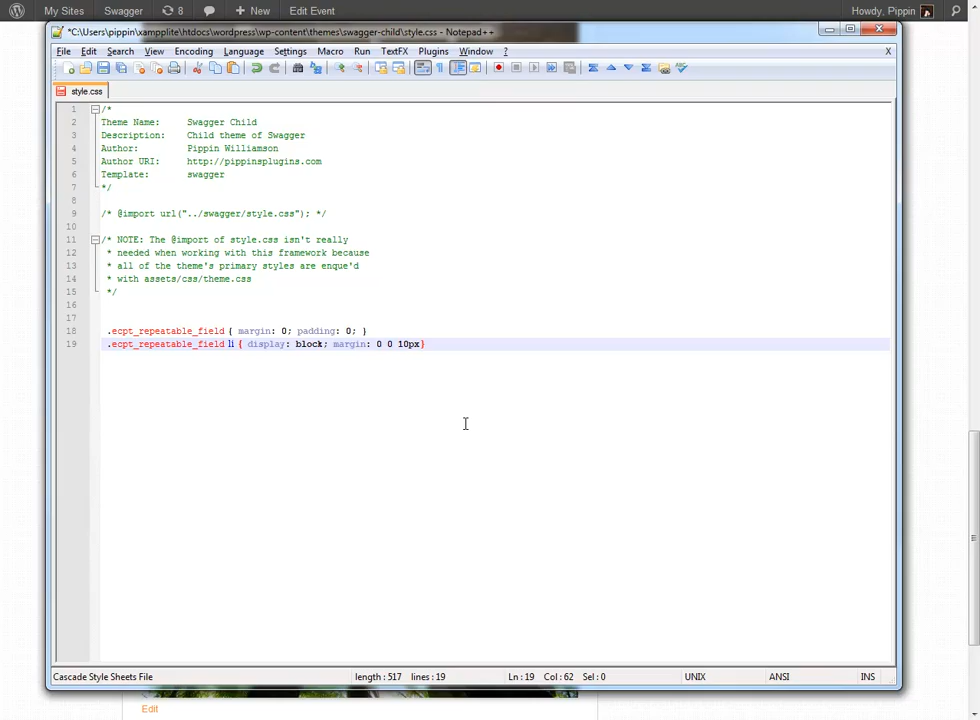 My Sites Swagger 8 New Edit Event Howdy, Pippin
*C:\Users\pippin\xampplite\htdocs\wordpress\wp-content\themes\swagger-child\style.css - Notepad++
File Edit Search View Encoding Language Settings Macro Run TextFX Plugins Window ? X
style.css
1 /*
2 Theme Name: Swagger Child
3 Description: Child theme of Swagger
4 Author: Pippin Williamson
5 Author URI: http://pippinsplugins.com
6 Template: swagger
7 */
8
9 /* @import url("../swagger/style.css"); */
10
11 /* NOTE: The @import of style.css isn't really
12 * needed when working with this framework because
13 * all of the theme's primary styles are enque'd
14 * with assets/css/theme.css
15 */
16
17
18 .ecpt_repeatable_field { margin: 0; padding: 0; }
19 .ecpt_repeatable_field li { display: block; margin: 0 0 10px}
Cascade Style Sheets File length : 517 lines : 19 Ln : 19 Col : 62 Sel : 0 UNIX ANSI INS
Edit